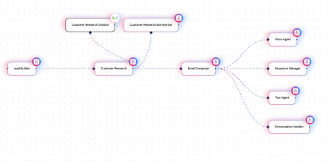 Customer Research Database
Customer Research Summarizer
Voice Agent
Lead Builder
Customer Research
Email Composer
Sequence Manager
Text Agent
Conversation Handler